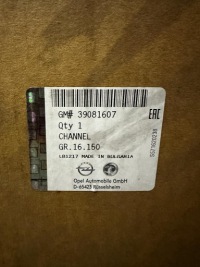 GM# 39081607
Qty 1
CHANNEL
GR.16.150
LB1217 MADE IN BULGARIA
EAC
Opel Automobile GmbH
D-65423 Rüsselsheim